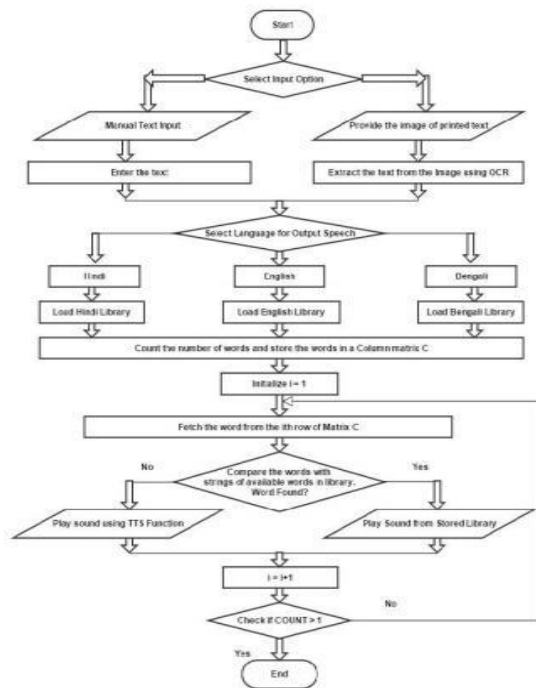 Start
Select Input Option
Manual Text Input
Provide the image of printed text
Enter the text
Extract the text from the Image using OCR
Select Language for Output Speech
Hindi
English
Bengali
Load Hindi Library
Load English Library
Load Bengali Library
Count the number of words and store the words in a Column matrix C
Initialize i = 1
Fetch the word from the ith row of Matrix C
No
Compare the words with
strings of available words in library.
Word Found?
Yes
Play sound using TTS Function
Play Sound from Stored Library
i = i+1
No
Check if COUNT > 1
Yes
End